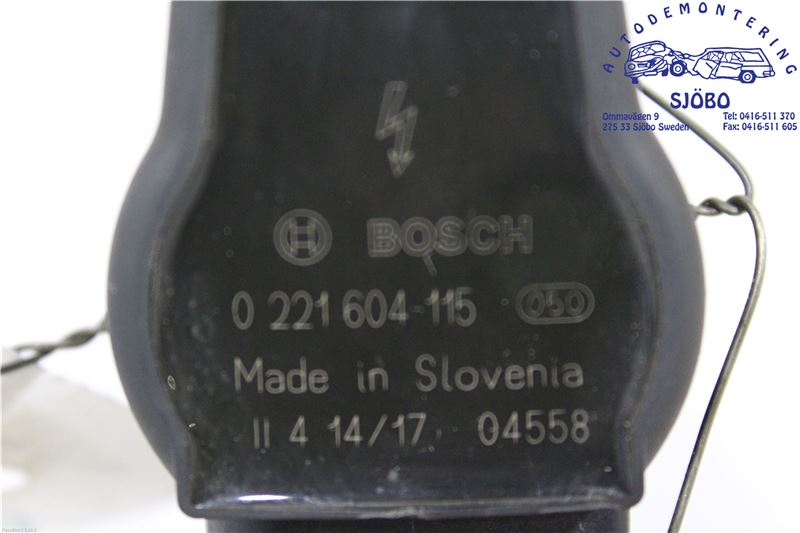 AUTODEMONTERING
SJÖBO
Ommavägen 9 Tel: 0416-511 370
275 33 Sjöbo Sweden Fax: 0416-511 605
BOSCH
0 221 604 115 050
Made in Slovenia
II 4 14/17 04558